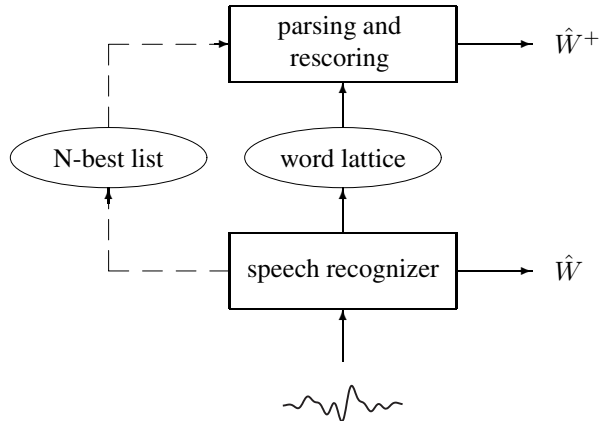 parsing and
rescoring
Ŵ⁺
N-best list
word lattice
speech recognizer
Ŵ